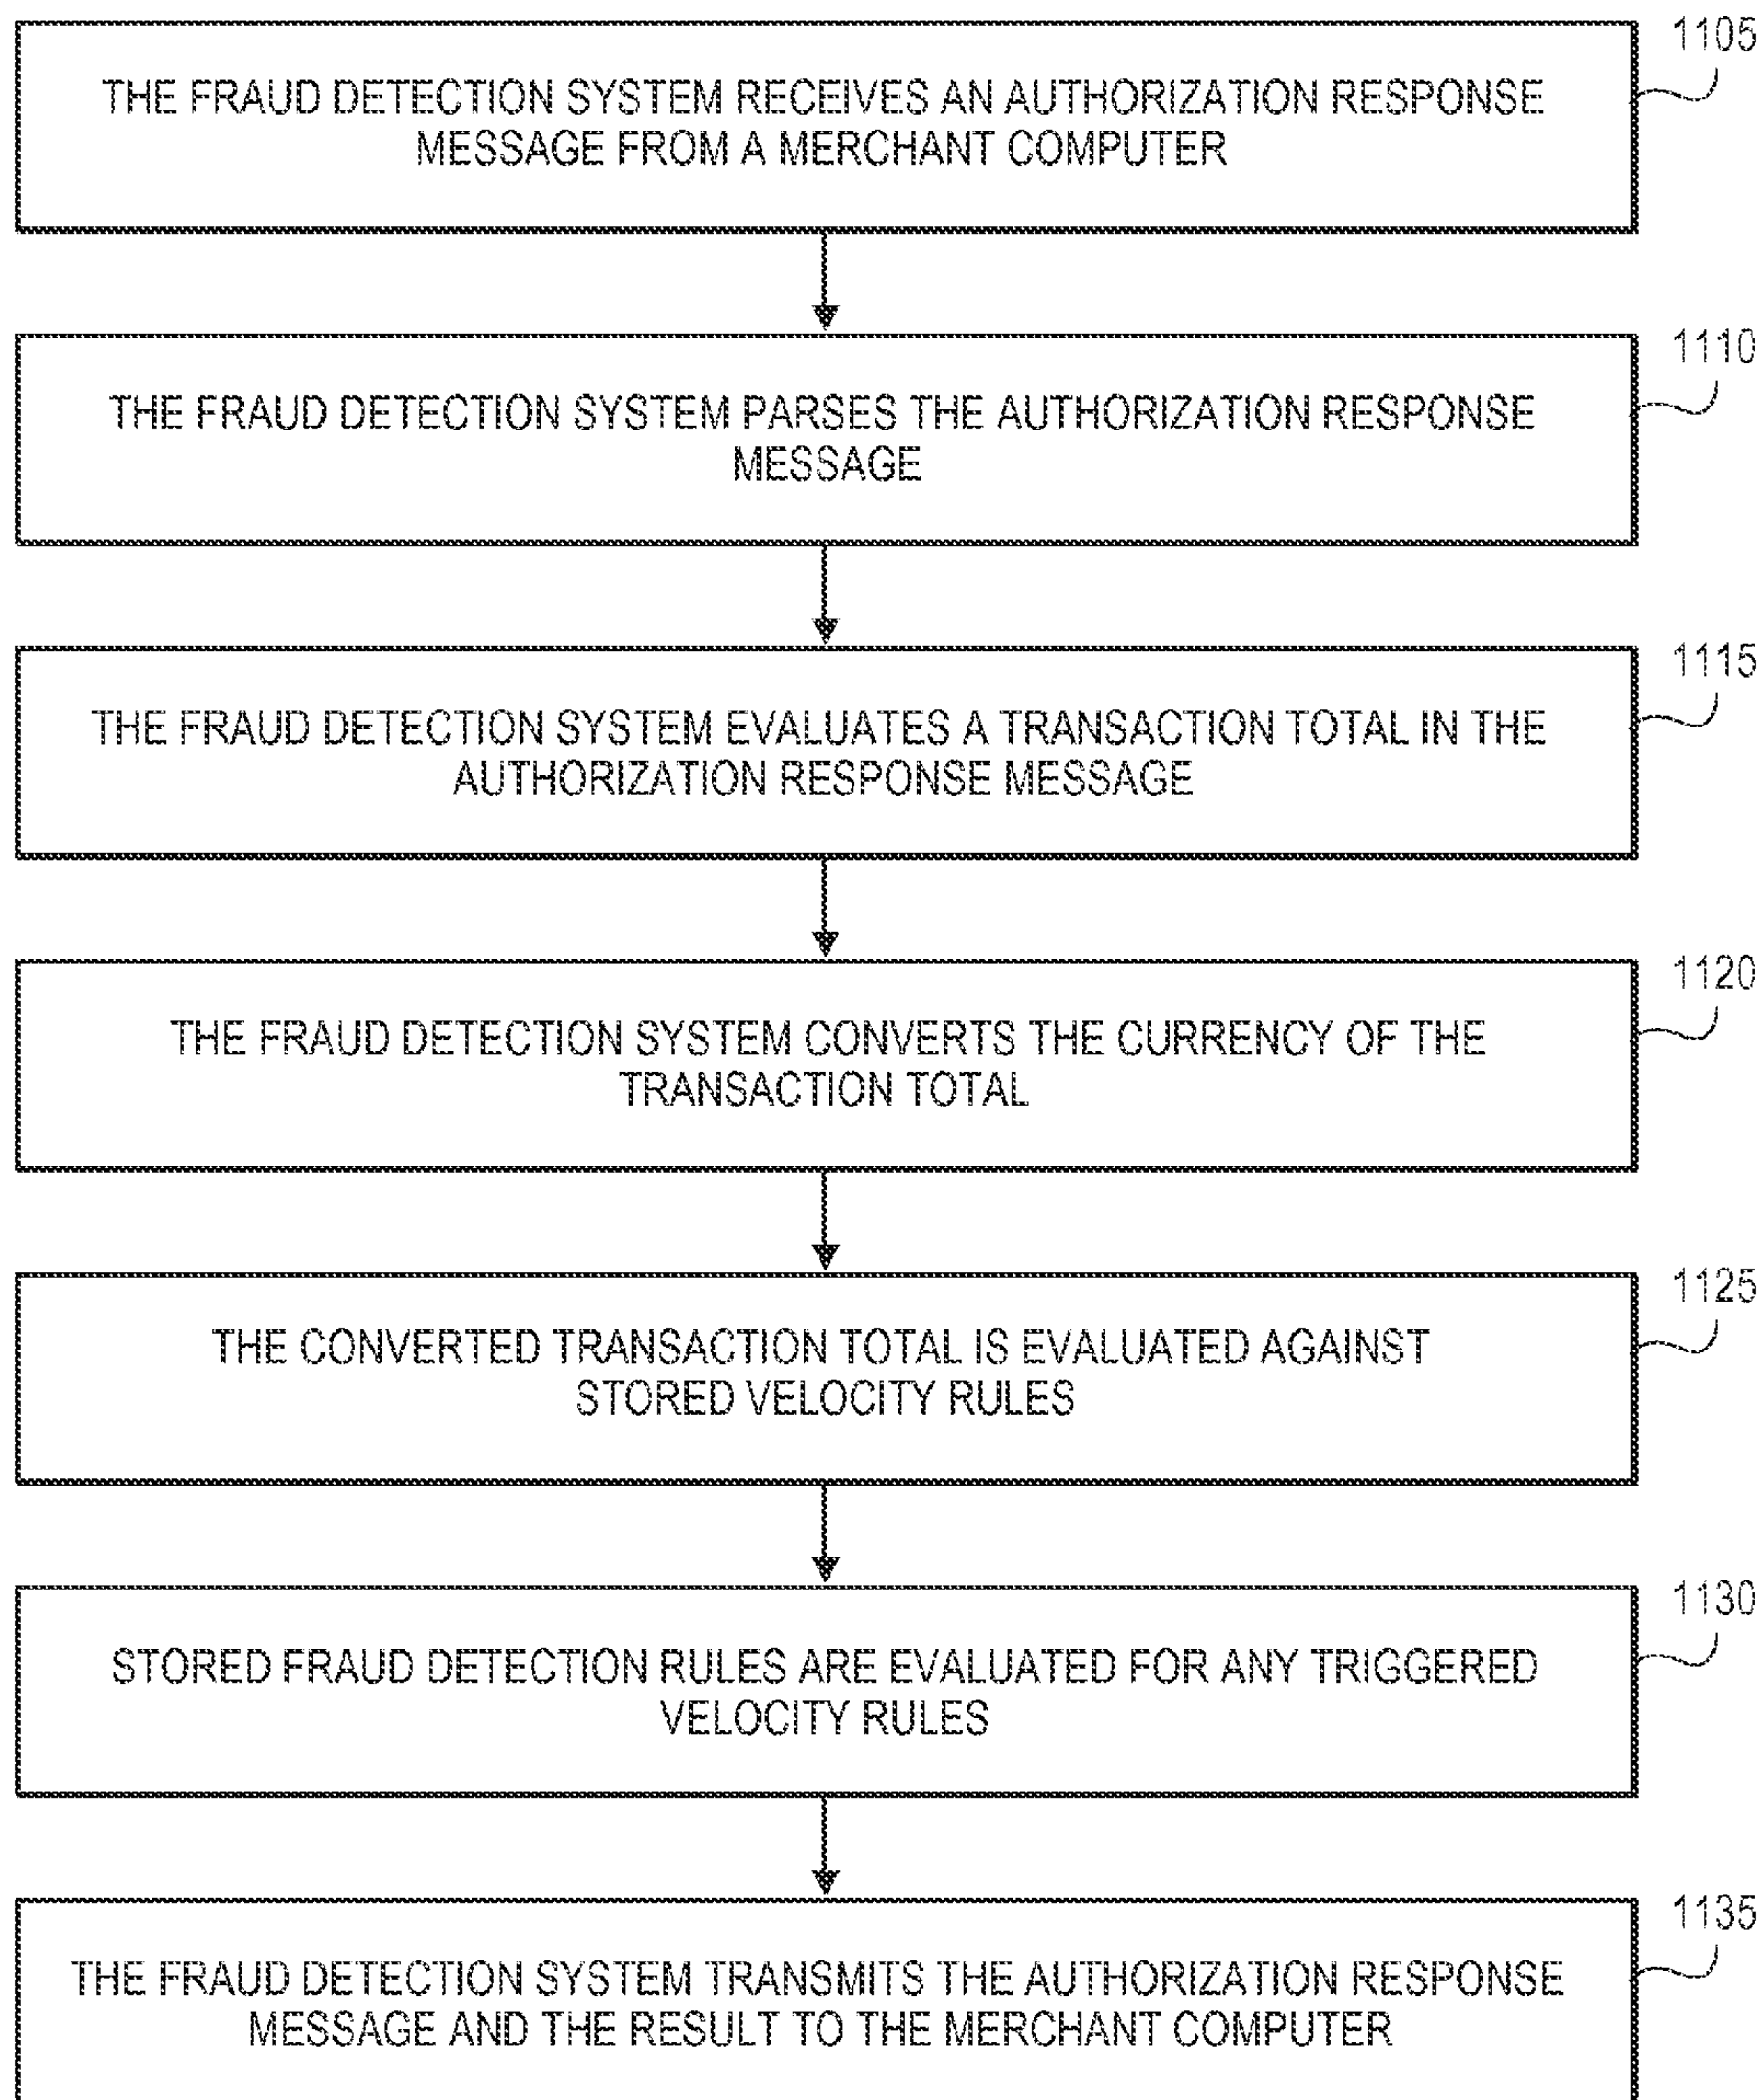 1105
THE FRAUD DETECTION SYSTEM RECEIVES AN AUTHORIZATION RESPONSE
MESSAGE FROM A MERCHANT COMPUTER
1110
THE FRAUD DETECTION SYSTEM PARSES THE AUTHORIZATION RESPONSE
MESSAGE
1115
THE FRAUD DETECTION SYSTEM EVALUATES A TRANSACTION TOTAL IN THE
AUTHORIZATION RESPONSE MESSAGE
1120
THE FRAUD DETECTION SYSTEM CONVERTS THE CURRENCY OF THE
TRANSACTION TOTAL
1125
THE CONVERTED TRANSACTION TOTAL IS EVALUATED AGAINST
STORED VELOCITY RULES
1130
STORED FRAUD DETECTION RULES ARE EVALUATED FOR ANY TRIGGERED
VELOCITY RULES
1135
THE FRAUD DETECTION SYSTEM TRANSMITS THE AUTHORIZATION RESPONSE
MESSAGE AND THE RESULT TO THE MERCHANT COMPUTER